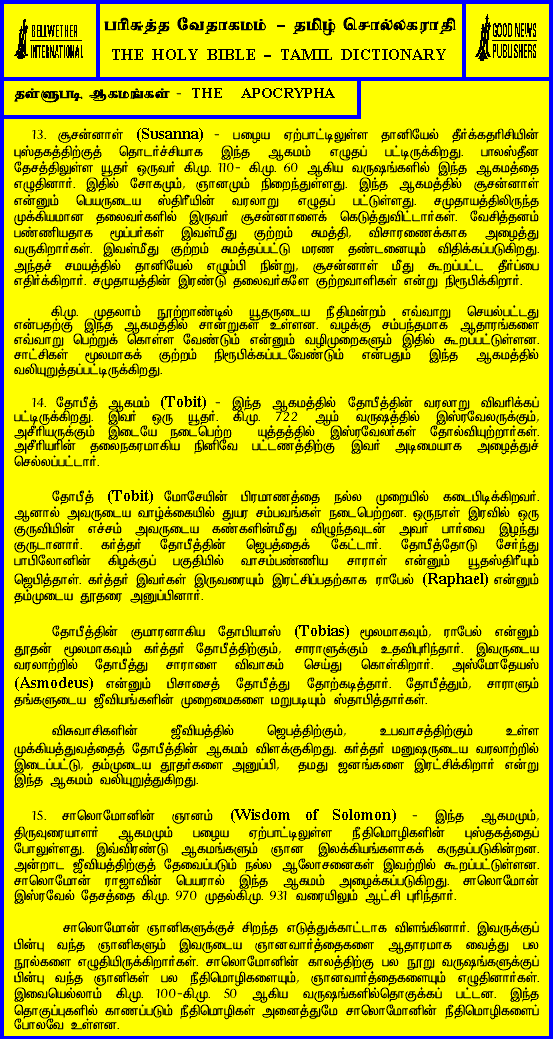 BELLWETHER
INTERNATIONAL
பரிசுத்த வேதாகமம் – தமிழ் சொல்லகராதி
THE HOLY BIBLE – TAMIL DICTIONARY
GOOD NEWS
PUBLISHERS
தள்ளுபடி ஆகமங்கள் - THE APOCRYPHA
13. சூசன்னாள் (Susanna) - பழைய ஏற்பாட்டிலுள்ள தானியேல் தீர்க்கதரிசியின்
புஸ்தகத்திற்குத் தொடர்ச்சியாக இந்த ஆகமம் எழுதப் பட்டிருக்கிறது. பாலஸ்தீன
தேசத்திலுள்ள யூதர் ஒருவர் கி.மு. 110- கி.மு. 60 ஆகிய வருஷங்களில் இந்த ஆகமத்தை
எழுதினார். இதில் சோகமும், ஞானமும் நிறைந்துள்ளது. இந்த ஆகமத்தில் சூசன்னாள்
என்னும் பெயருடைய ஸ்திரீயின் வரலாறு எழுதப் பட்டுள்ளது. சமுதாயத்திலிருந்த
முக்கியமான தலைவர்களில் இருவர் சூசன்னாளைக் கெடுத்துவிட்டார்கள். வேசித்தனம்
பண்ணியதாக மூப்பர்கள் இவள்மீது குற்றம் சுமத்தி, விசாரணைக்காக அழைத்து
வருகிறார்கள். இவள்மீது குற்றம் சுமத்தப்பட்டு மரண தண்டனையும் விதிக்கப்படுகிறது.
அந்தச் சமயத்தில் தானியேல் எழும்பி நின்று, சூசன்னாள் மீது கூறப்பட்ட தீர்ப்பை
எதிர்க்கிறார். சமுதாயத்தின் இரண்டு தலைவர்களே குற்றவாளிகள் என்று நிரூபிக்கிறார்.
கி.மு. முதலாம் நூற்றாண்டில் யூதருடைய நீதிமன்றம் எவ்வாறு செயல்பட்டது
என்பதற்கு இந்த ஆகமத்தில் சான்றுகள் உள்ளன. வழக்கு சம்பந்தமாக ஆதாரங்களை
எவ்வாறு பெற்றுக் கொள்ள வேண்டும் என்னும் வழிமுறைகளும் இதில் கூறப்பட்டுள்ளன.
சாட்சிகள் மூலமாகக் குற்றம் நிரூபிக்கப்படவேண்டும் என்பதும் இந்த ஆகமத்தில்
வலியுறுத்தப்பட்டிருக்கிறது.
14. தோபீத் ஆகமம் (Tobit) - இந்த ஆகமத்தில் தோபீத்தின் வரலாறு விவரிக்கப்
பட்டிருக்கிறது. இவர் ஒரு யூதர். கி.மு. 722 ஆம் வருஷத்தில் இஸ்ரவேலருக்கும்,
அசீரியருக்கும் இடையே நடைபெற்ற யுத்தத்தில் இஸ்ரவேலர்கள் தோல்வியுற்றார்கள்.
அசீரியரின் தலைநகரமாகிய நினிவே பட்டணத்திற்கு இவர் அடிமையாக அழைத்துச்
செல்லப்பட்டார்.
தோபீத் (Tobit) மோசேயின் பிரமாணத்தை நல்ல முறையில் கடைபிடிக்கிறவர்.
ஆனால் அவருடைய வாழ்க்கையில் துயர சம்பவங்கள் நடைபெற்றன. ஒருநாள் இரவில் ஒரு
குருவியின் எச்சம் அவருடைய கண்களின்மீது விழுந்தவுடன் அவர் பார்வை இழந்து
குருடானார். கர்த்தர் தோபீத்தின் ஜெபத்தைக் கேட்டார். தோபீத்தோடு சேர்ந்து
பாபிலோனின் கிழக்குப் பகுதியில் வாசம்பண்ணிய சாராள் என்னும் யூதஸ்திரீயும்
ஜெபித்தாள். கர்த்தர் இவர்கள் இருவரையும் இரட்சிப்பதற்காக ராபேல் (Raphael) என்னும்
தம்முடைய தூதரை அனுப்பினார்.
தோபீத்தின் குமாரனாகிய தோபியாஸ் (Tobias) மூலமாகவும், ராபேல் என்னும்
தூதன் மூலமாகவும் கர்த்தர் தோபீத்திற்கும், சாராளுக்கும் உதவிபுரிந்தார். இவருடைய
வரலாற்றில் தோபீத்து சாராளை விவாகம் செய்து கொள்கிறார். அஸ்மோதேயஸ்
(Asmodeus) என்னும் பிசாசைத் தோபீத்து தோற்கடித்தார். தோபீத்தும், சாராளும்
தங்களுடைய ஜீவியங்களின் முறைமைகளை மறுபடியும் ஸ்தாபித்தார்கள்.
விசுவாசிகளின் ஜீவியத்தில் ஜெபத்திற்கும், உபவாசத்திற்கும் உள்ள
முக்கியத்துவத்தைத் தோபீத்தின் ஆகமம் விளக்குகிறது. கர்த்தர் மனுஷருடைய வரலாற்றில்
இடைப்பட்டு, தம்முடைய தூதர்களை அனுப்பி, தமது ஜனங்களை இரட்சிக்கிறார் என்று
இந்த ஆகமம் வலியுறுத்துகிறது.
15. சாலொமோனின் ஞானம் (Wisdom of Solomon) - இந்த ஆகமமும்,
திருவுரையாளர் ஆகமமும் பழைய ஏற்பாட்டிலுள்ள நீதிமொழிகளின் புஸ்தகத்தைப்
போலுள்ளது. இவ்விரண்டு ஆகமங்களும் ஞான இலக்கியங்களாகக் கருதப்படுகின்றன.
அன்றாட ஜீவியத்திற்குத் தேவைப்படும் நல்ல ஆலோசனைகள் இவற்றில் கூறப்பட்டுள்ளன.
சாலொமோன் ராஜாவின் பெயரால் இந்த ஆகமம் அழைக்கப்படுகிறது. சாலொமோன்
இஸ்ரவேல் தேசத்தை கி.மு. 970 முதல்கி.மு. 931 வரையிலும் ஆட்சி புரிந்தார்.
சாலொமோன் ஞானிகளுக்குச் சிறந்த எடுத்துக்காட்டாக விளங்கினார். இவருக்குப்
பின்பு வந்த ஞானிகளும் இவருடைய ஞானவார்த்தைகளை ஆதாரமாக வைத்து பல
நூல்களை எழுதியிருக்கிறார்கள். சாலொமோனின் காலத்திற்கு பல நூறு வருஷங்களுக்குப்
பின்பு வந்த ஞானிகள் பல நீதிமொழிகளையும், ஞானவார்த்தைகளையும் எழுதினார்கள்.
இவையெல்லாம் கி.மு. 100-கி.மு. 50 ஆகிய வருஷங்களில்தொகுக்கப் பட்டன. இந்த
தொகுப்புகளில் காணப்படும் நீதிமொழிகள் அனைத்துமே சாலொமோனின் நீதிமொழிகளைப்
போலவே உள்ளன.